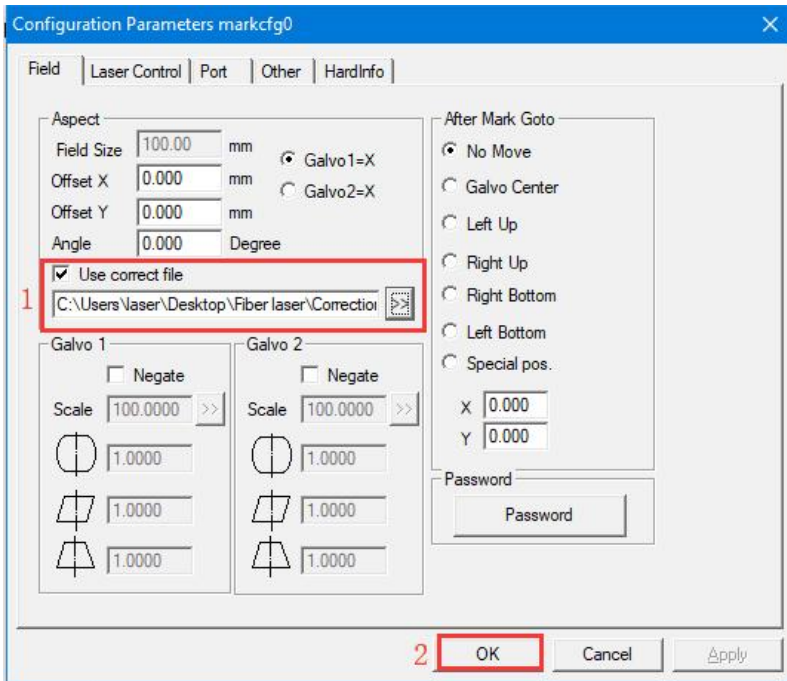 Configuration Parameters markcfg0
Field Laser Control Port Other HardInfo
Aspect
Field Size 100.00 mm
Offset X 0.000 mm
Offset Y 0.000 mm
Angle 0.000 Degree
Galvo1=X
Galvo2=X
1
Use correct file
C:\Users\laser\Desktop\Fiber laser\Correction >>
Galvo 1
Negate
Scale 100.0000 >>
1.0000
1.0000
1.0000
Galvo 2
Negate
Scale 100.0000 >>
1.0000
1.0000
1.0000
After Mark Goto
No Move
Galvo Center
Left Up
Right Up
Right Bottom
Left Bottom
Special pos.
X 0.000
Y 0.000
Password
Password
2 OK Cancel Apply